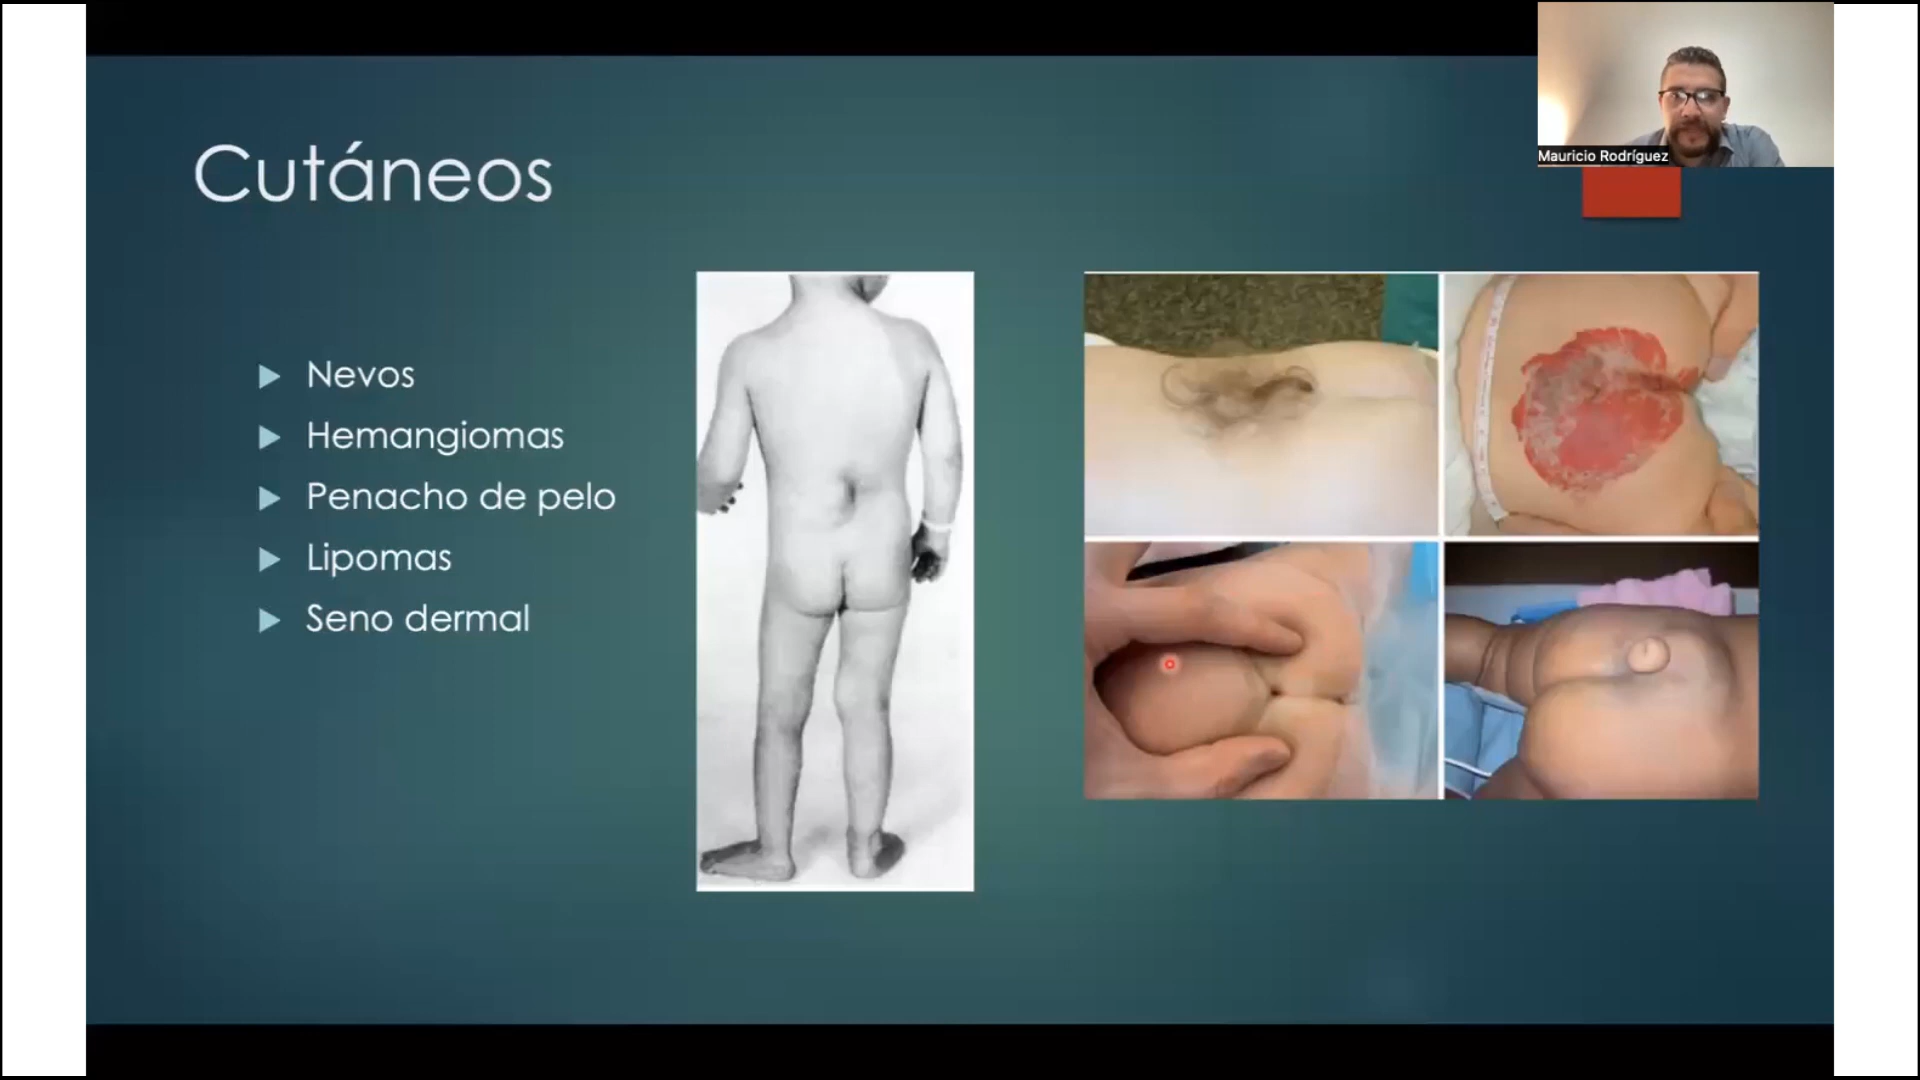 Mauricio Rodríguez
Cutáneos
Nevos
Hemangiomas
Penacho de pelo
Lipomas
Seno dermal